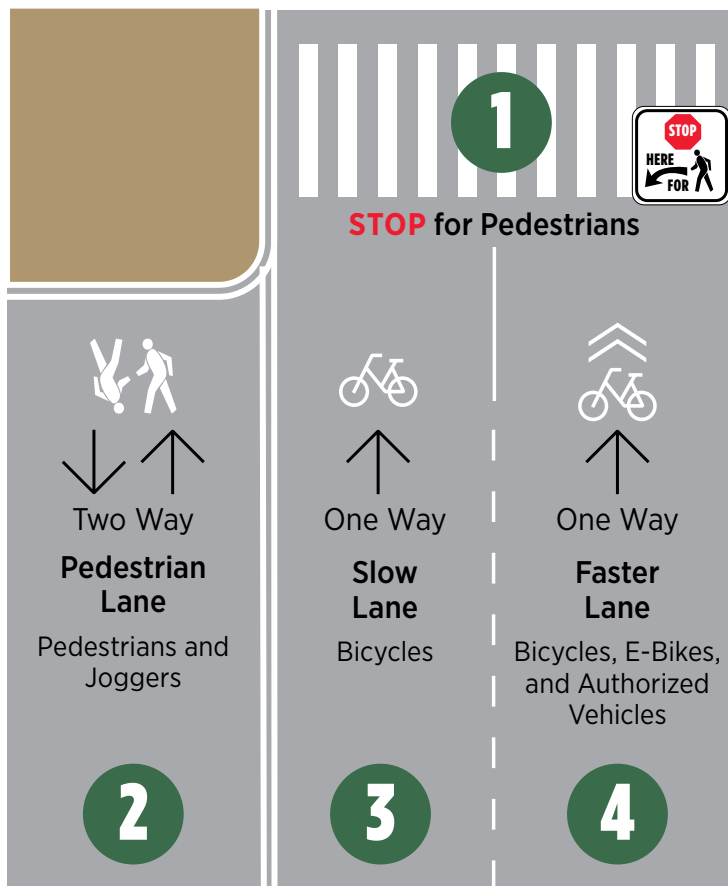 1
STOP
HERE
FOR
STOP for Pedestrians
Two Way
Pedestrian
Lane
Pedestrians and
Joggers
2
One Way
Slow
Lane
Bicycles
3
One Way
Faster
Lane
Bicycles, E-Bikes,
and Authorized
Vehicles
4